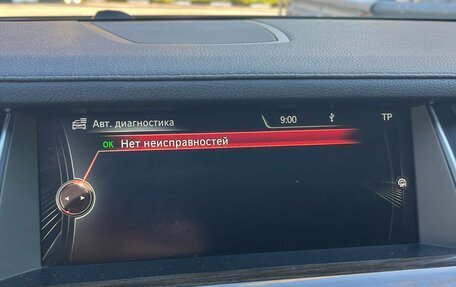 Авт. диагностика 9:00 TP
OK Нет неисправностей